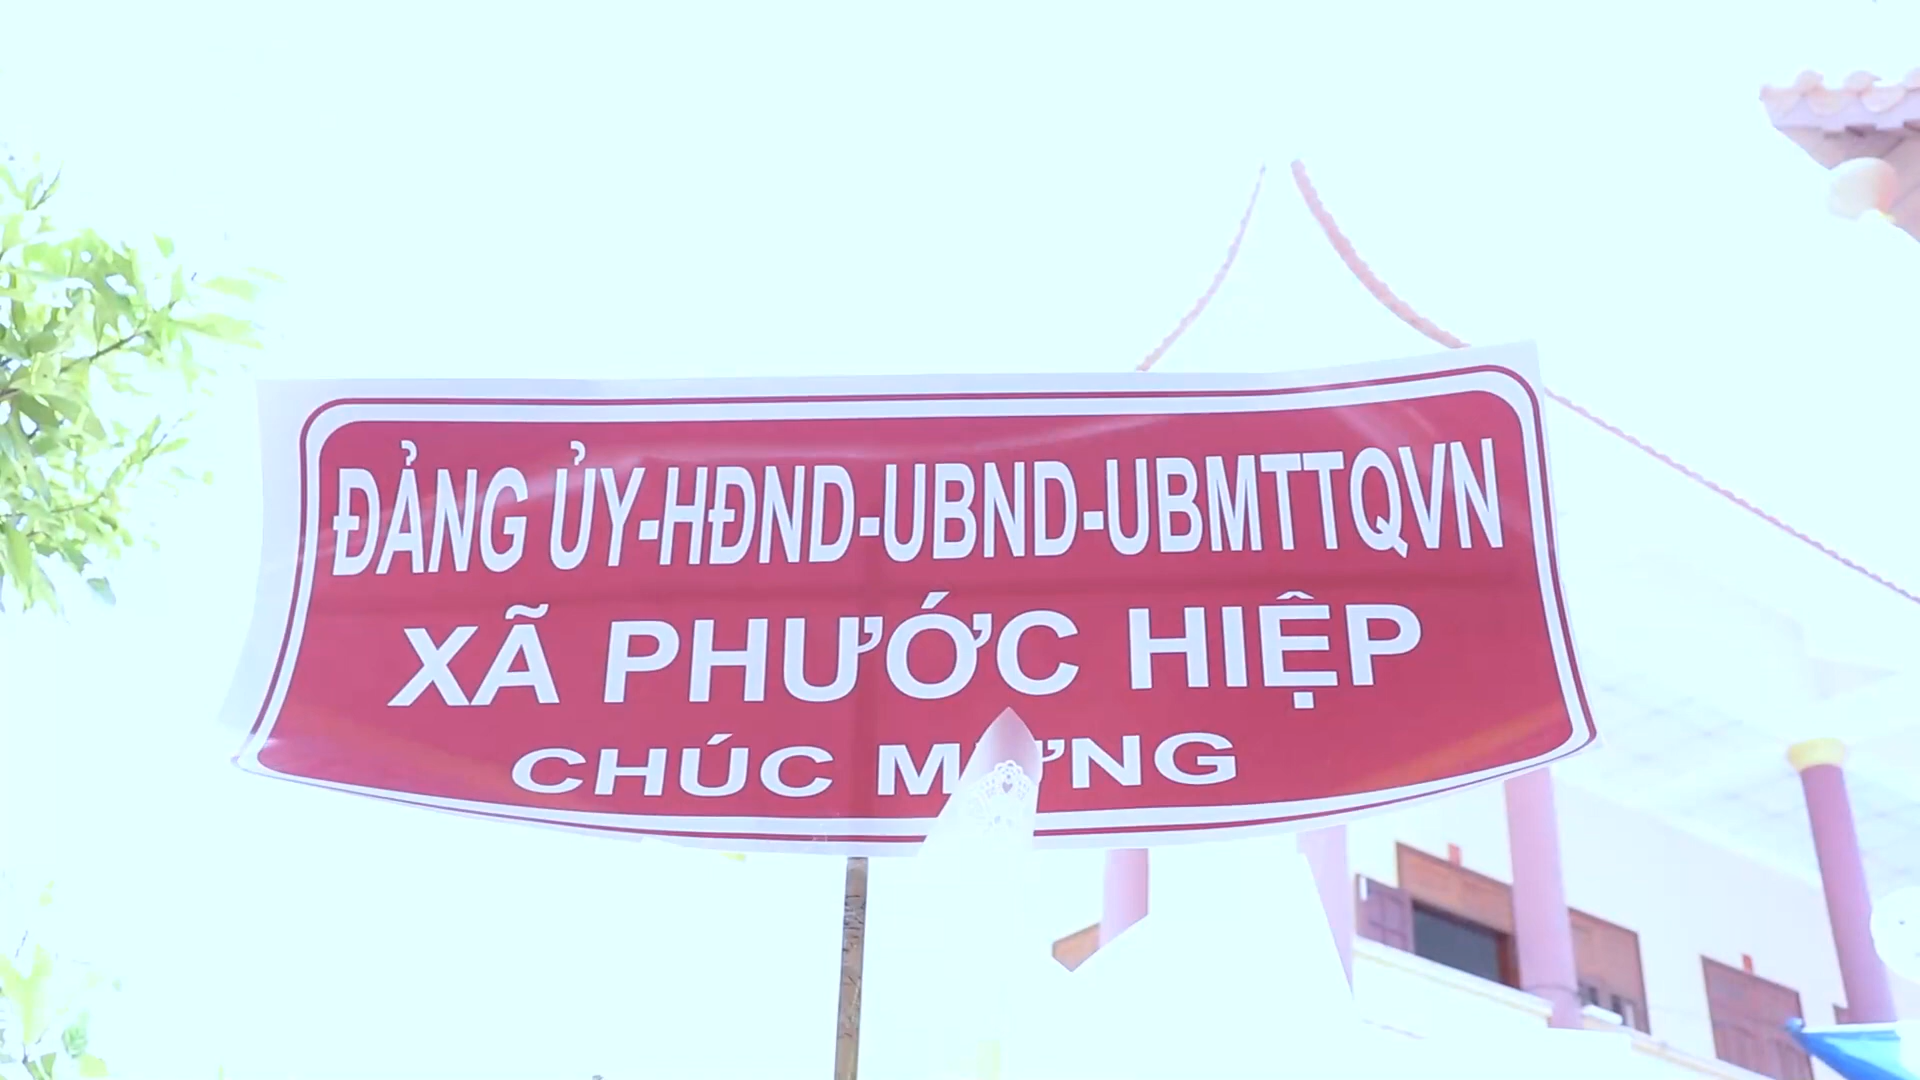 ĐẢNG ỦY-HĐND-UBND-UBMTTQVN
XÃ PHƯỚC HIỆP
CHÚC MỪNG